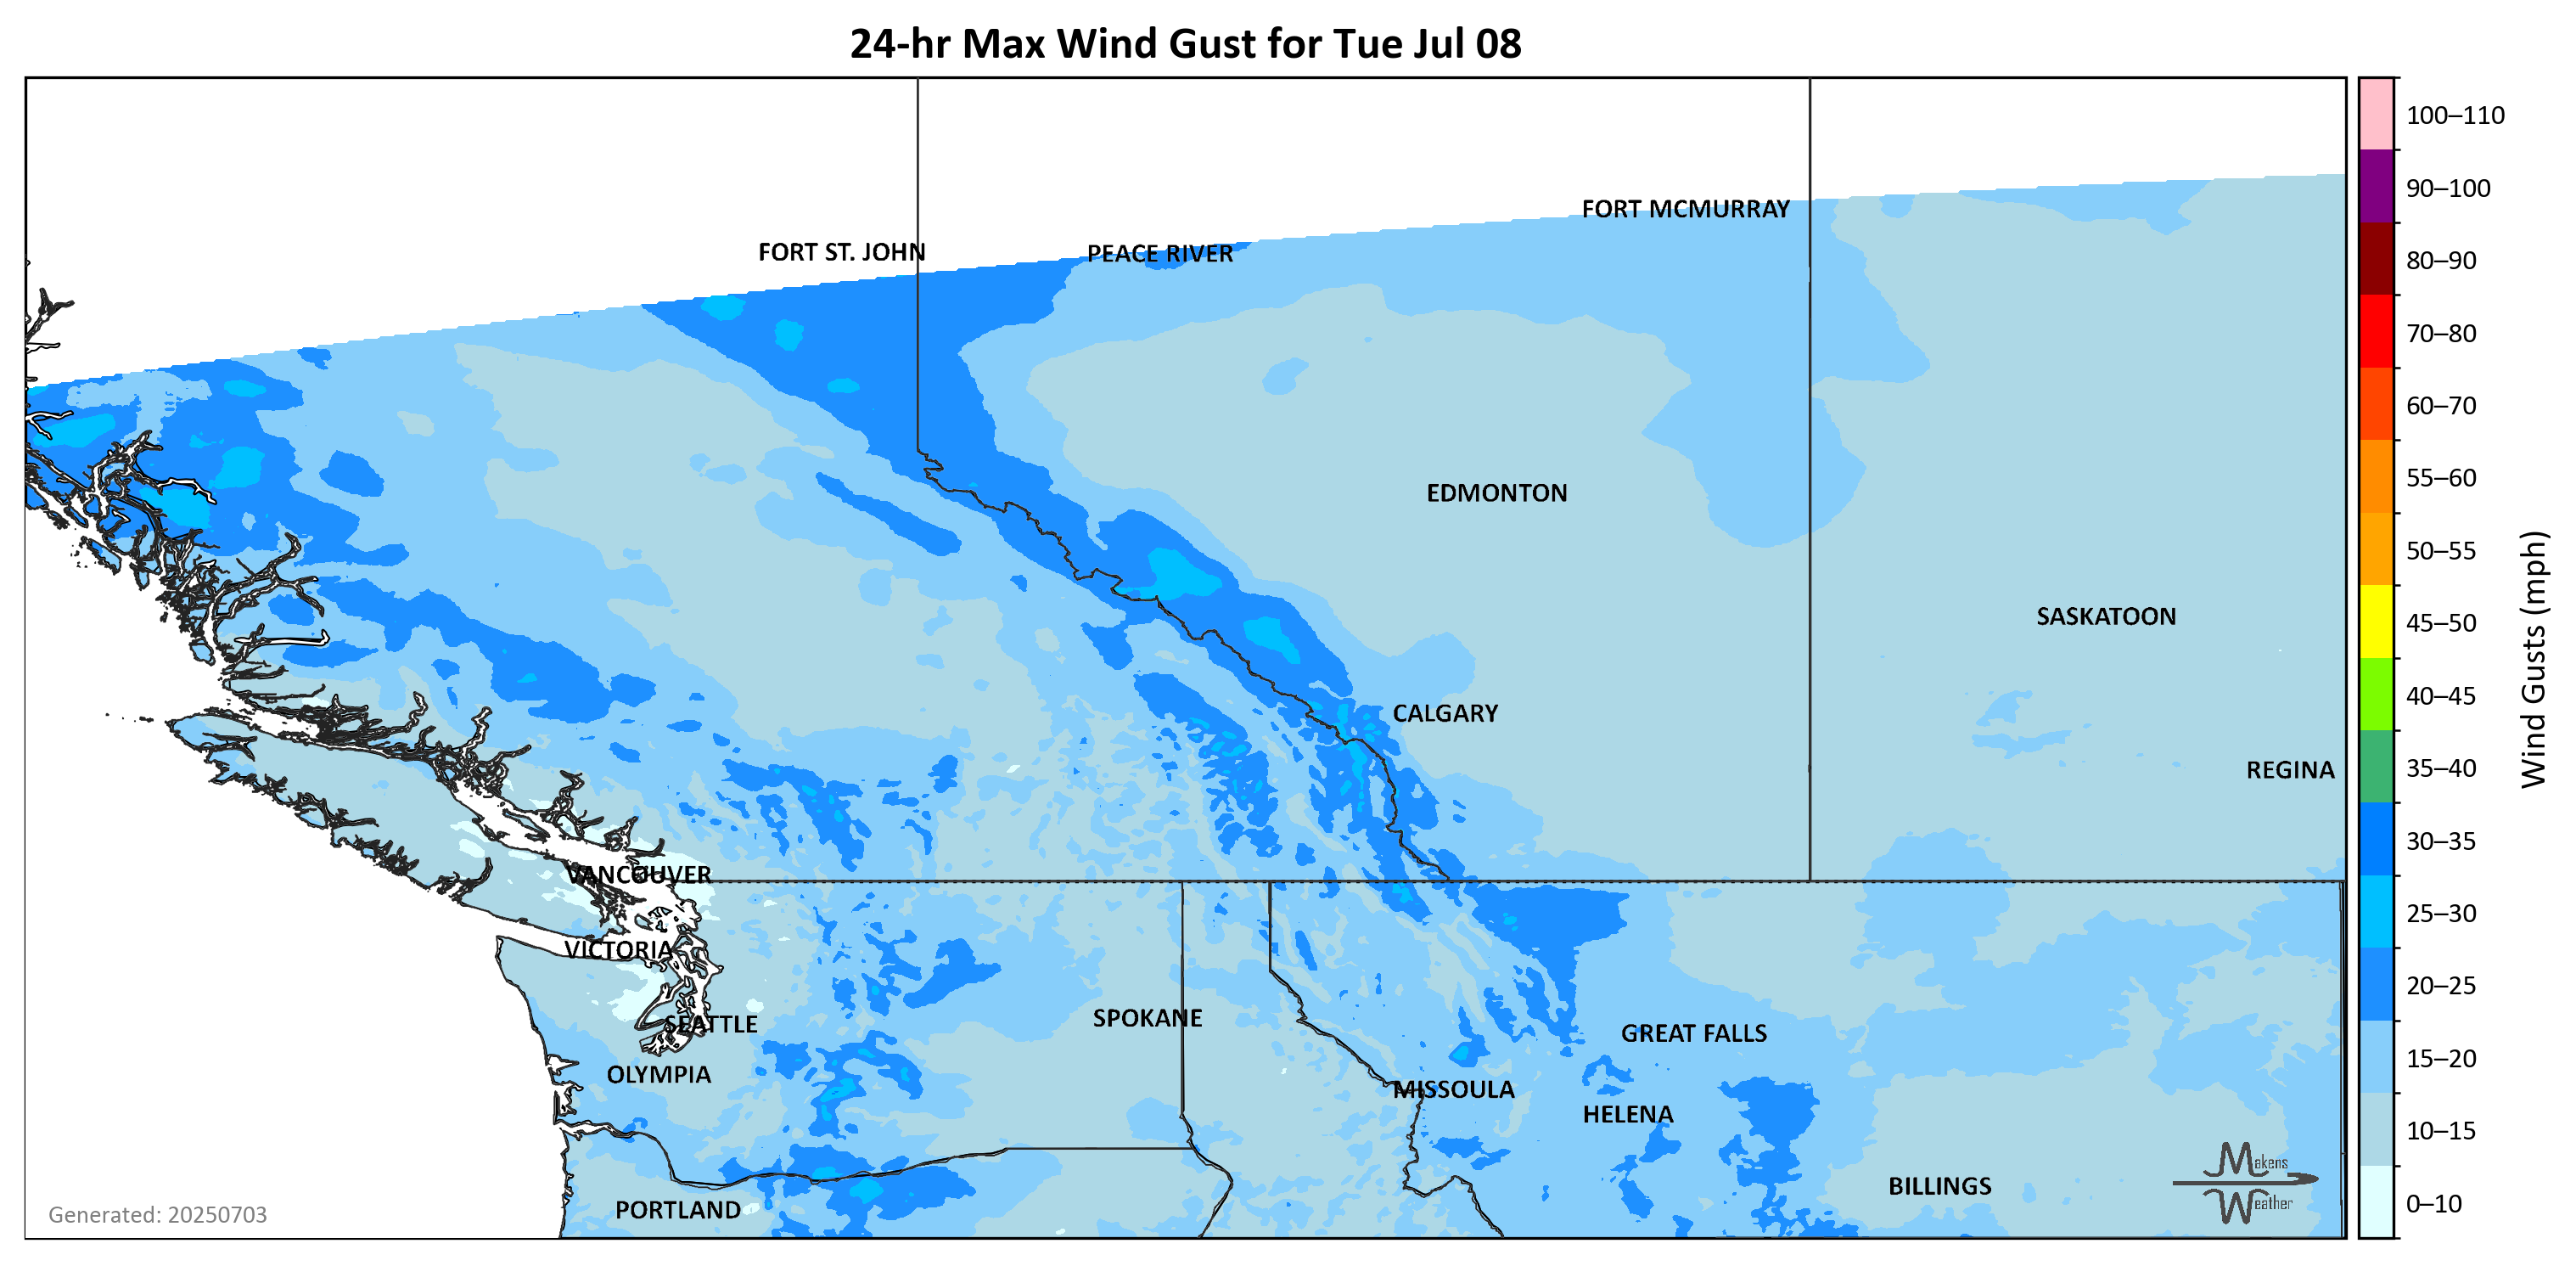 24-hr Max Wind Gust for Tue Jul 08
FORT MCMURRAY
FORT ST. JOHN
PEACE RIVER
EDMONTON
SASKATOON
CALGARY
REGINA
VANCOUVER
VICTORIA
SPOKANE
SEATTLE
GREAT FALLS
OLYMPIA
MISSOULA
HELENA
BILLINGS
PORTLAND
Makens
Weather
Generated: 20250703
100–110
90–100
80–90
70–80
60–70
55–60
50–55
45–50
40–45
35–40
30–35
25–30
20–25
15–20
10–15
0–10
Wind Gusts (mph)